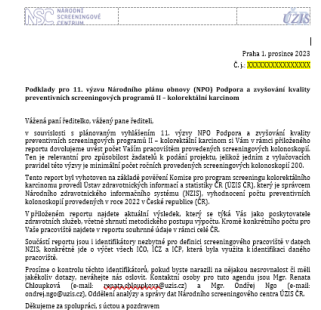 NSC NÁRODNÍ
SCREENINGOVÉ
CENTRUM
ÚZIS
Praha 1. prosince 2023
Č. j.: XXXXXXXXXXXXXXXX
Podklady pro 11. výzvu Národního plánu obnovy (NPO) Podpora a zvyšování kvality
preventivních screeningových programů II – kolorektální karcinom
Vážená paní ředitelko, vážený pane řediteli,
v souvislosti s plánovaným vyhlášením 11. výzvy NPO Podpora a zvyšování kvality
preventivních screeningových programů II – kolorektální karcinom si Vám v rámci přiloženého
reportu dovolujeme uvést počet Vaším pracovištěm provedených screeningových kolonoskopií.
Ten je relevantní pro způsobilost žadatelů k podání projektu, jelikož jedním z vylučovacích
pravidel této výzvy je minimální počet ročních provedených screeningových kolonoskopií 200.
Tento report byl vyhotoven na základě pověření Komise pro program screeningu kolorektálního
karcinomu provedl Ústav zdravotnických informací a statistiky ČR (ÚZIS ČR), který je správcem
Národního zdravotnického informačního systému (NZIS), vyhodnocení počtu preventivních
kolonoskopií provedených v roce 2022 v České republice (ČR).
V přiloženém reportu najdete aktuální výsledek, který se týká Vás jako poskytovatele
zdravotních služeb, včetně shrnutí metodického postupu výpočtu. Kromě konkrétního počtu pro
Vaše pracoviště najdete v reportu souhrnné údaje v rámci celé ČR.
Součástí reportu jsou i identifikátory nezbytné pro definici screeningového pracoviště v datech
NZIS, konkrétně jde o výčet všech IČO, IČZ a IČP, která byla využita k identifikaci daného
pracoviště.
Prosíme o kontrolu těchto identifikátorů, pokud byste narazili na nějakou nesrovnalost či měli
jakékoliv dotazy, neváhejte nás oslovit. Kontaktní osoby pro tuto agendu jsou Mgr. Renata
Chloupková (e-mail: renata.chloupkova@uzis.cz) a Mgr. Ondřej Ngo (e-mail:
ondrej.ngo@uzis.cz), Oddělení analýzy a správy dat Národního screeningového centra ÚZIS ČR.
Děkujeme za spolupráci, s úctou a pozdravem